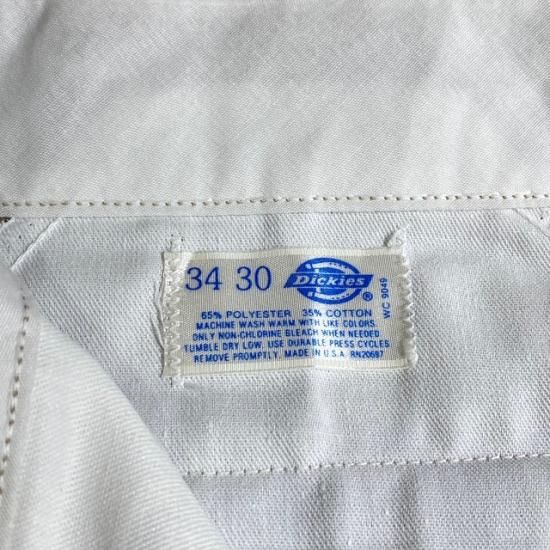 34 30 Dickies ®
WC 9049
65% POLYESTER 35% COTTON
MACHINE WASH WARM WITH LIKE COLORS.
ONLY NON-CHLORINE BLEACH WHEN NEEDED.
TUMBLE DRY LOW. USE DURABLE PRESS CYCLES.
REMOVE PROMPTLY. MADE IN U.S.A. RN20697